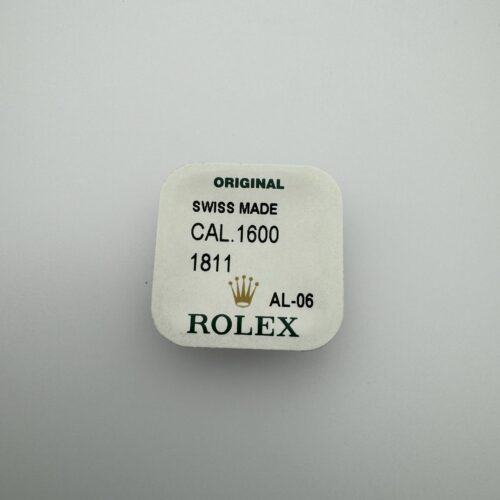 ORIGINAL
SWISS MADE
CAL.1600
1811
AL-06
ROLEX